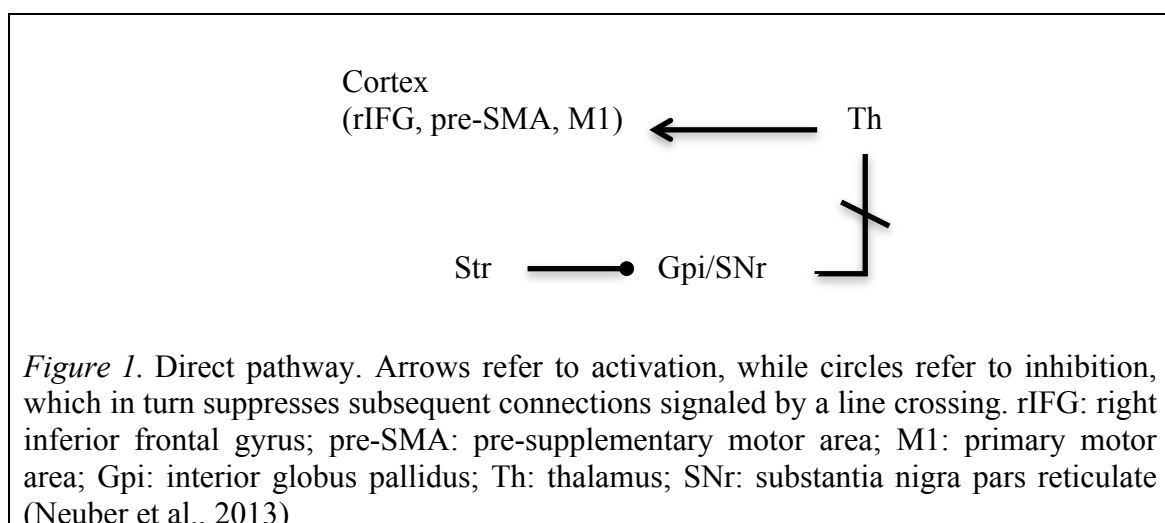 Cortex
(rIFG, pre-SMA, M1)
Th
Str
Gpi/SNr
Figure 1. Direct pathway. Arrows refer to activation, while circles refer to inhibition,
which in turn suppresses subsequent connections signaled by a line crossing. rIFG: right
inferior frontal gyrus; pre-SMA: pre-supplementary motor area; M1: primary motor
area; Gpi: interior globus pallidus; Th: thalamus; SNr: substantia nigra pars reticulate
(Neuber et al., 2013)